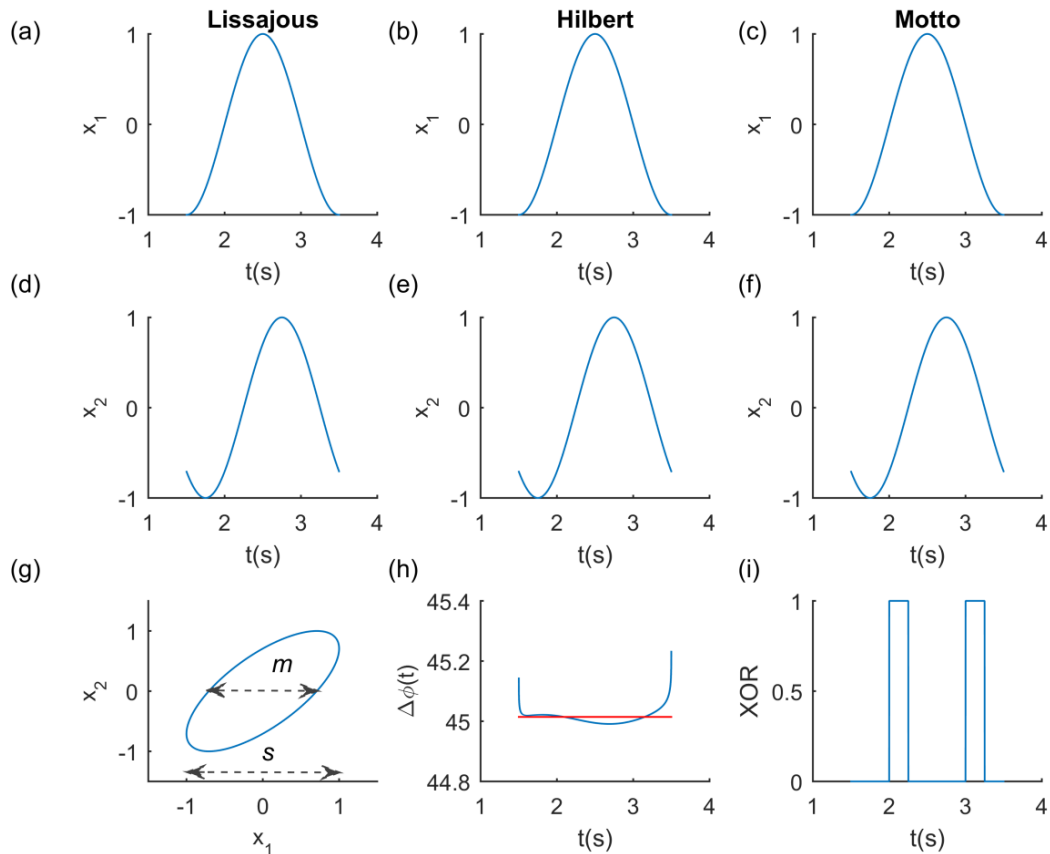 Lissajous Hilbert Motto
(a) (b) (c)
1 1 1
x1 0 x1 0 x1 0
-1 -1 -1
1 2 3 4 1 2 3 4 1 2 3 4
t(s) t(s) t(s)
(d) (e) (f)
1 1 1
x2 0 x2 0 x2 0
-1 -1 -1
1 2 3 4 1 2 3 4 1 2 3 4
t(s) t(s) t(s)
(g) (h) (i)
45.4 1
1
m 45.2
x2 0 Δϕ(t) XOR 0.5
45
-1
s
44.8 0
-1 0 1 1 2 3 4 1 2 3 4
x1 t(s) t(s)